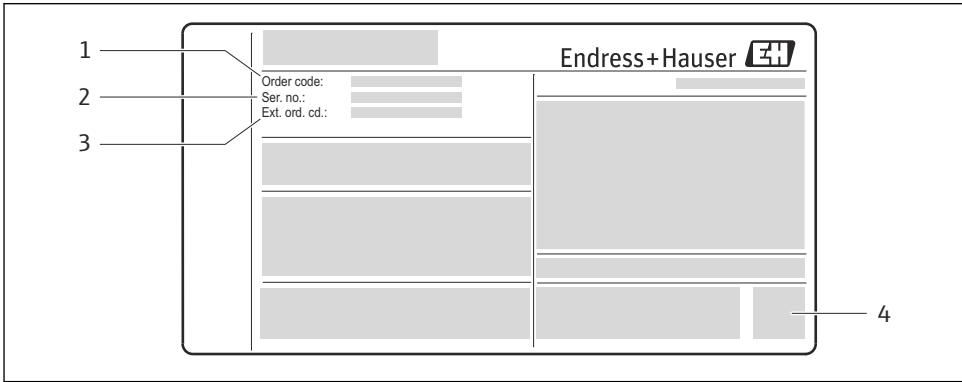 1
Endress+Hauser EH
Order code:
2
Ser. no.:
Ext. ord. cd.:
3
4